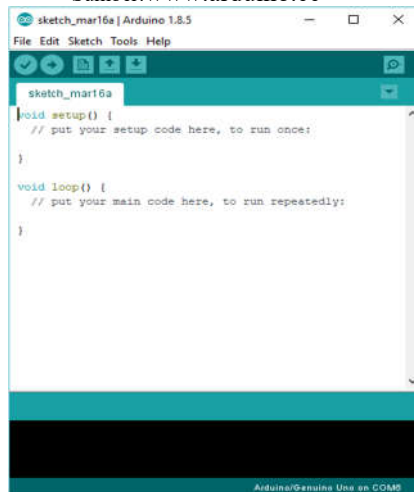 sketch_mar16a | Arduino 1.8.5
File Edit Sketch Tools Help
sketch_mar16a
void setup() {
// put your setup code here, to run once:
}
void loop() {
// put your main code here, to run repeatedly:
}
Arduino/Genuino Uno on COM6